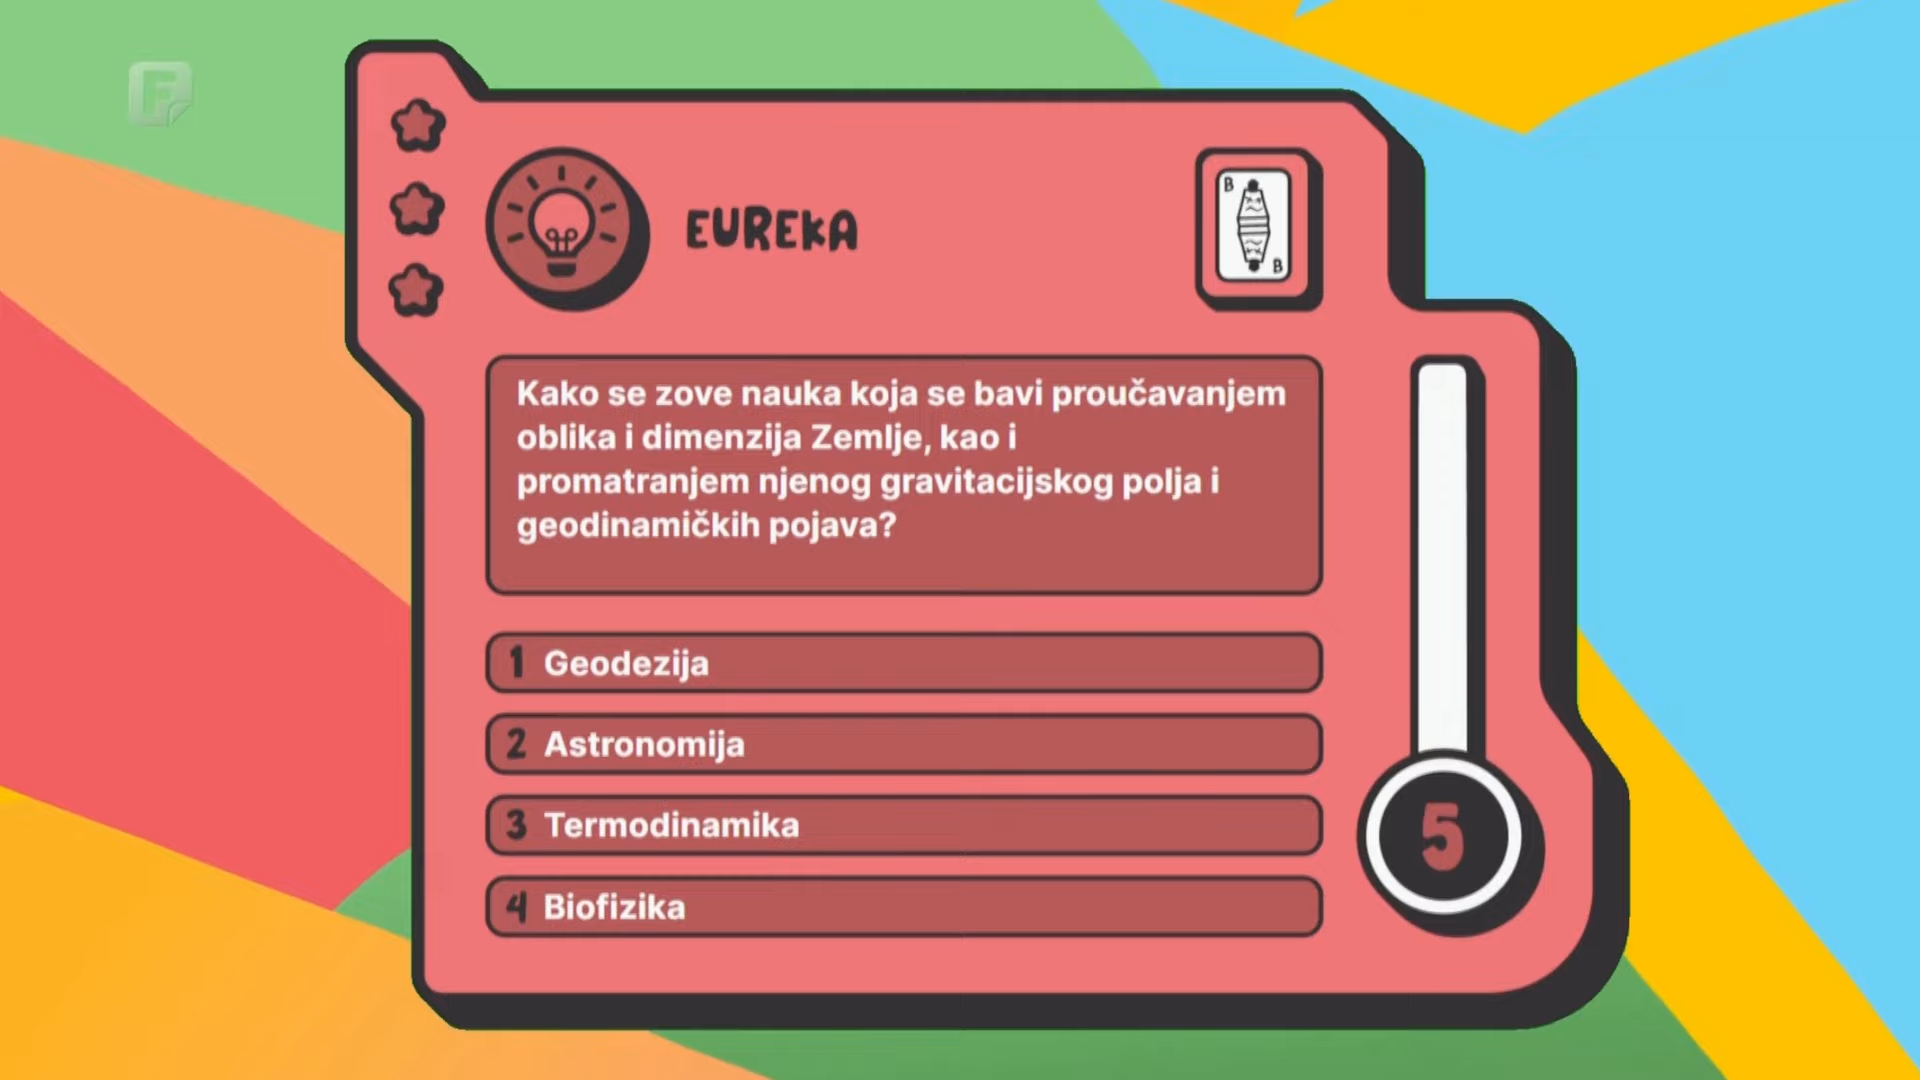 F
EUREKA
B
B
Kako se zove nauka koja se bavi proučavanjem
oblika i dimenzija Zemlje, kao i
promatranjem njenog gravitacijskog polja i
geodinamičkih pojava?
1 Geodezija
2 Astronomija
3 Termodinamika
4 Biofizika
5